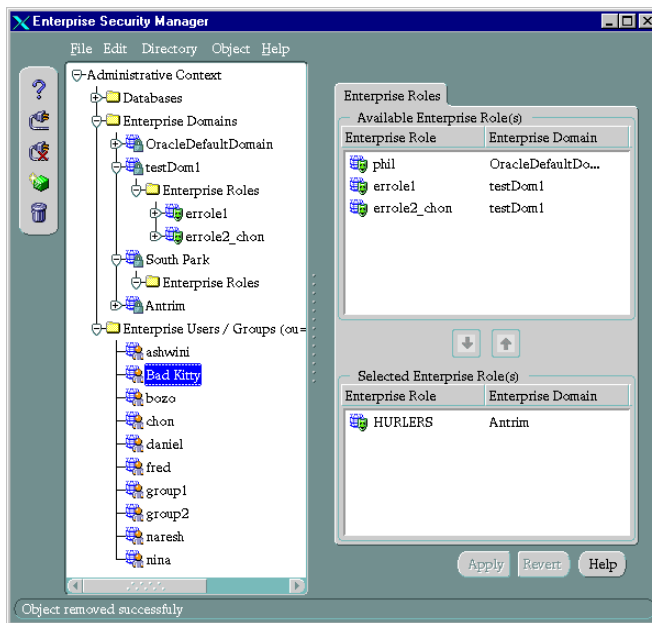 Enterprise Security Manager
File Edit Directory Object Help
Administrative Context
Databases
Enterprise Domains
OracleDefaultDomain
testDom1
Enterprise Roles
errole1
errole2_chon
South Park
Enterprise Roles
Antrim
Enterprise Users / Groups (ou=
ashwini
Bad Kitty
bozo
chon
daniel
fred
group1
group2
naresh
nina
Enterprise Roles
Available Enterprise Role(s)
Enterprise Role Enterprise Domain
phil OracleDefaultDo...
errole1 testDom1
errole2_chon testDom1
Selected Enterprise Role(s)
Enterprise Role Enterprise Domain
HURLERS Antrim
Apply Revert Help
Object removed successfuly